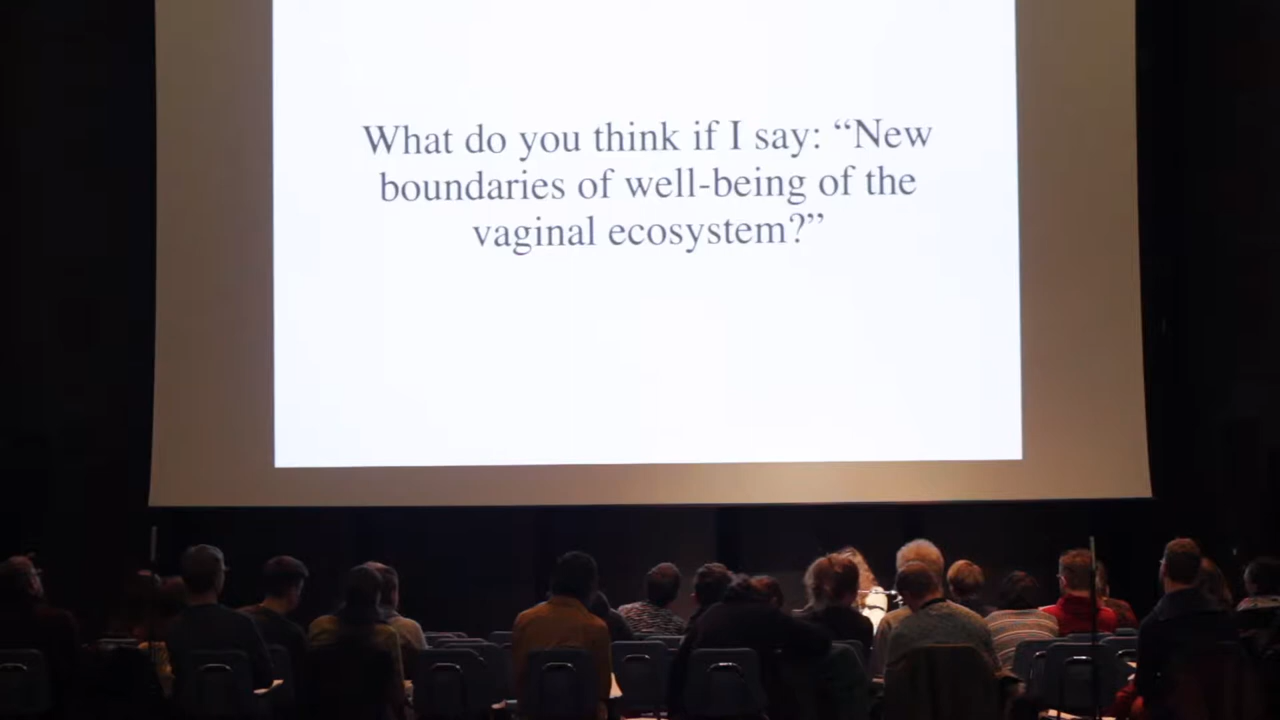 What do you think if I say: “New
boundaries of well-being of the
vaginal ecosystem?”